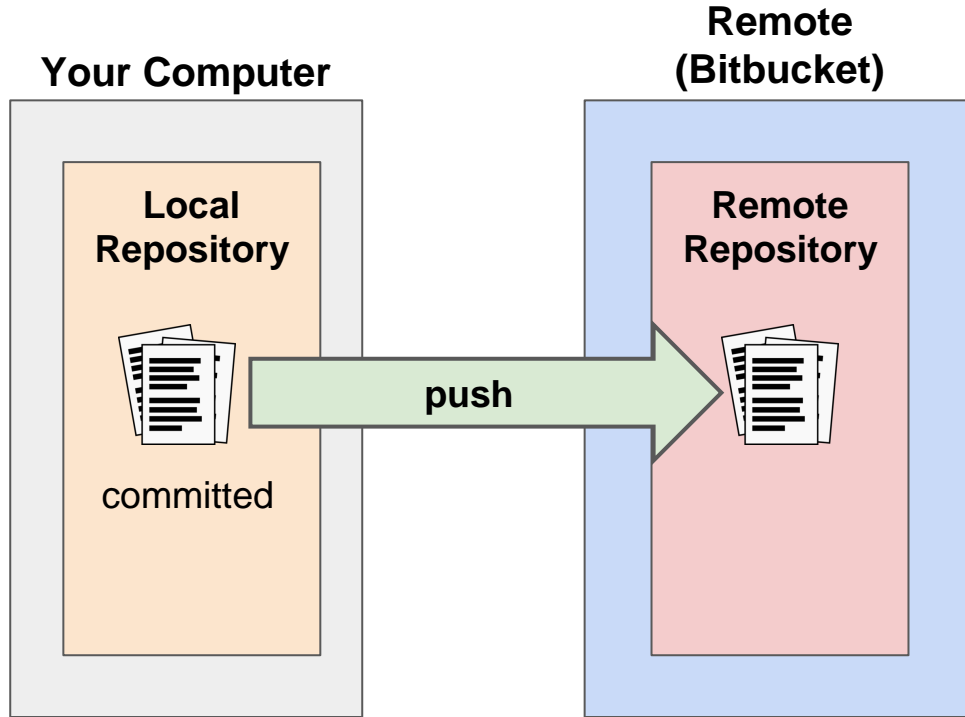 Your Computer
Remote
(Bitbucket)
Local
Repository
Remote
Repository
push
committed